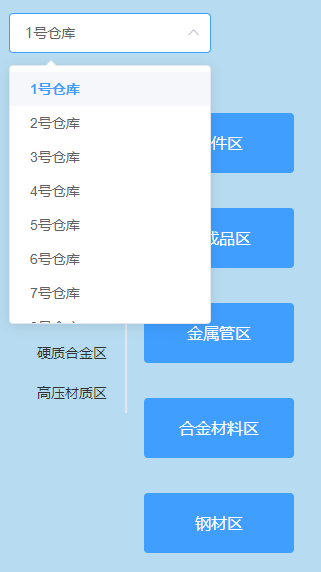 1号仓库
1号仓库
2号仓库
3号仓库
4号仓库
5号仓库
6号仓库
7号仓库
件区
品区
金属管区
硬质合金区
高压材质区
合金材料区
钢材区